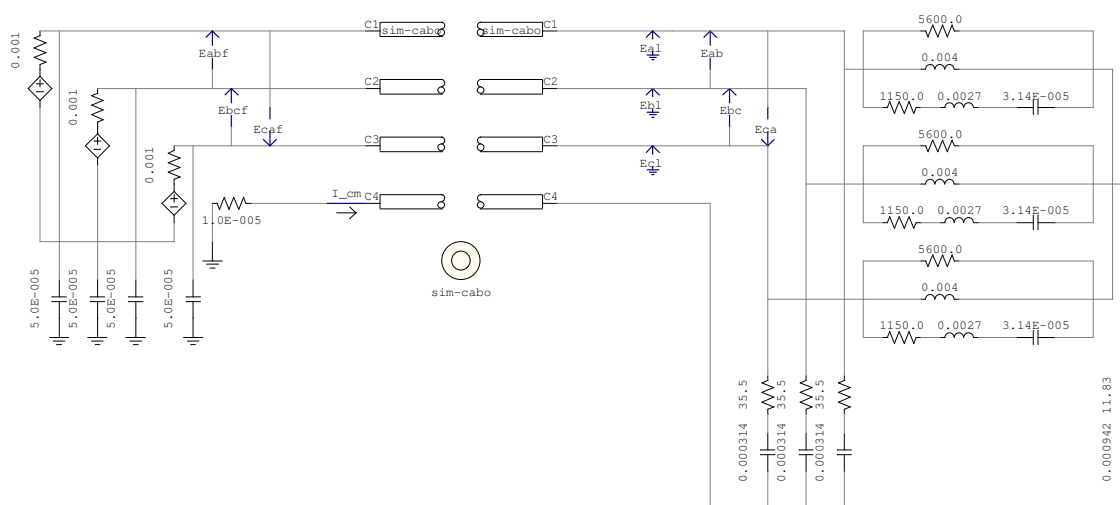 5600.0
C1 sim-cabo sim-cabo C1
0.001
Eabf
Eal Eab
0.004
C2 C2
1150.0 0.0027 3.14E-005
0.001
Ebcf
Ebl Ebc
Ecaf Eca
C3 C3
5600.0
0.001
Ecl
0.004
I_cm C4 C4
1.0E-005
1150.0 0.0027 3.14E-005
5600.0
sim-cabo
0.004
5.0E-005 5.0E-005 5.0E-005 5.0E-005
1150.0 0.0027 3.14E-005
0.000314 35.5
0.000314 35.5
0.000314 35.5
0.000942 11.83